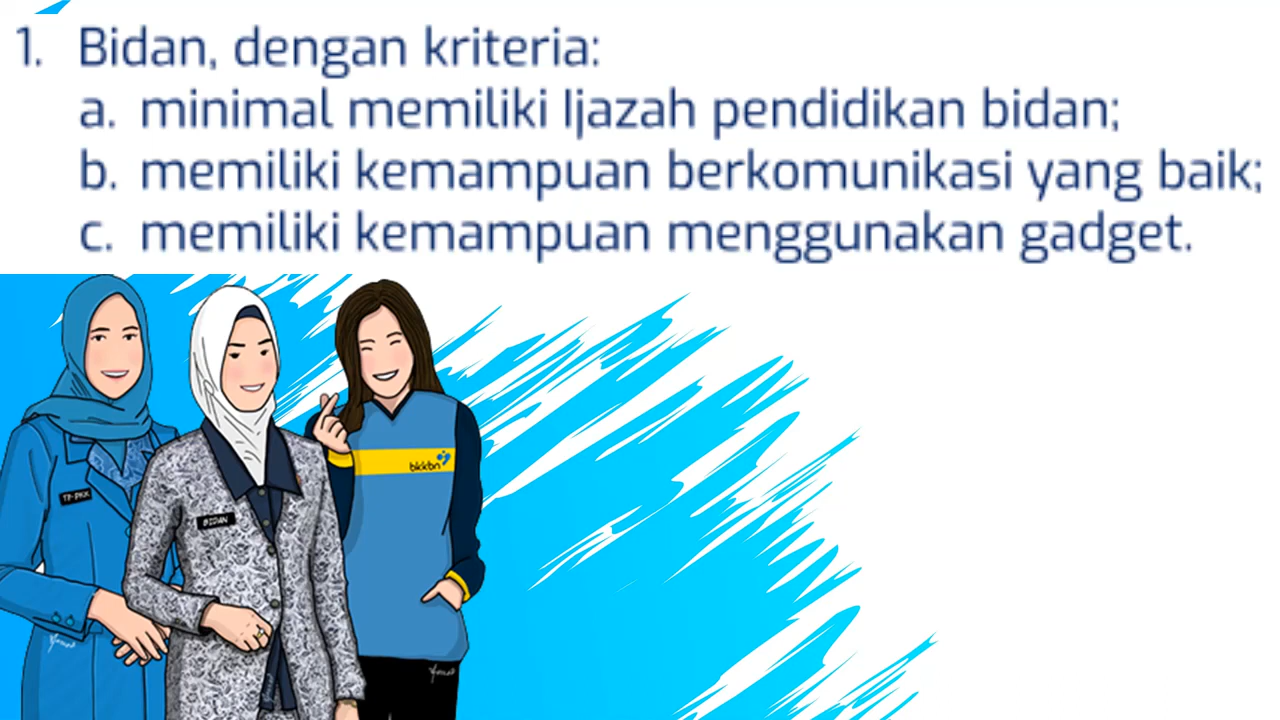 1. Bidan, dengan kriteria:
a. minimal memiliki Ijazah pendidikan bidan;
b. memiliki kemampuan berkomunikasi yang baik;
c. memiliki kemampuan menggunakan gadget.
bkkbn
TP-PKK
BIDAN